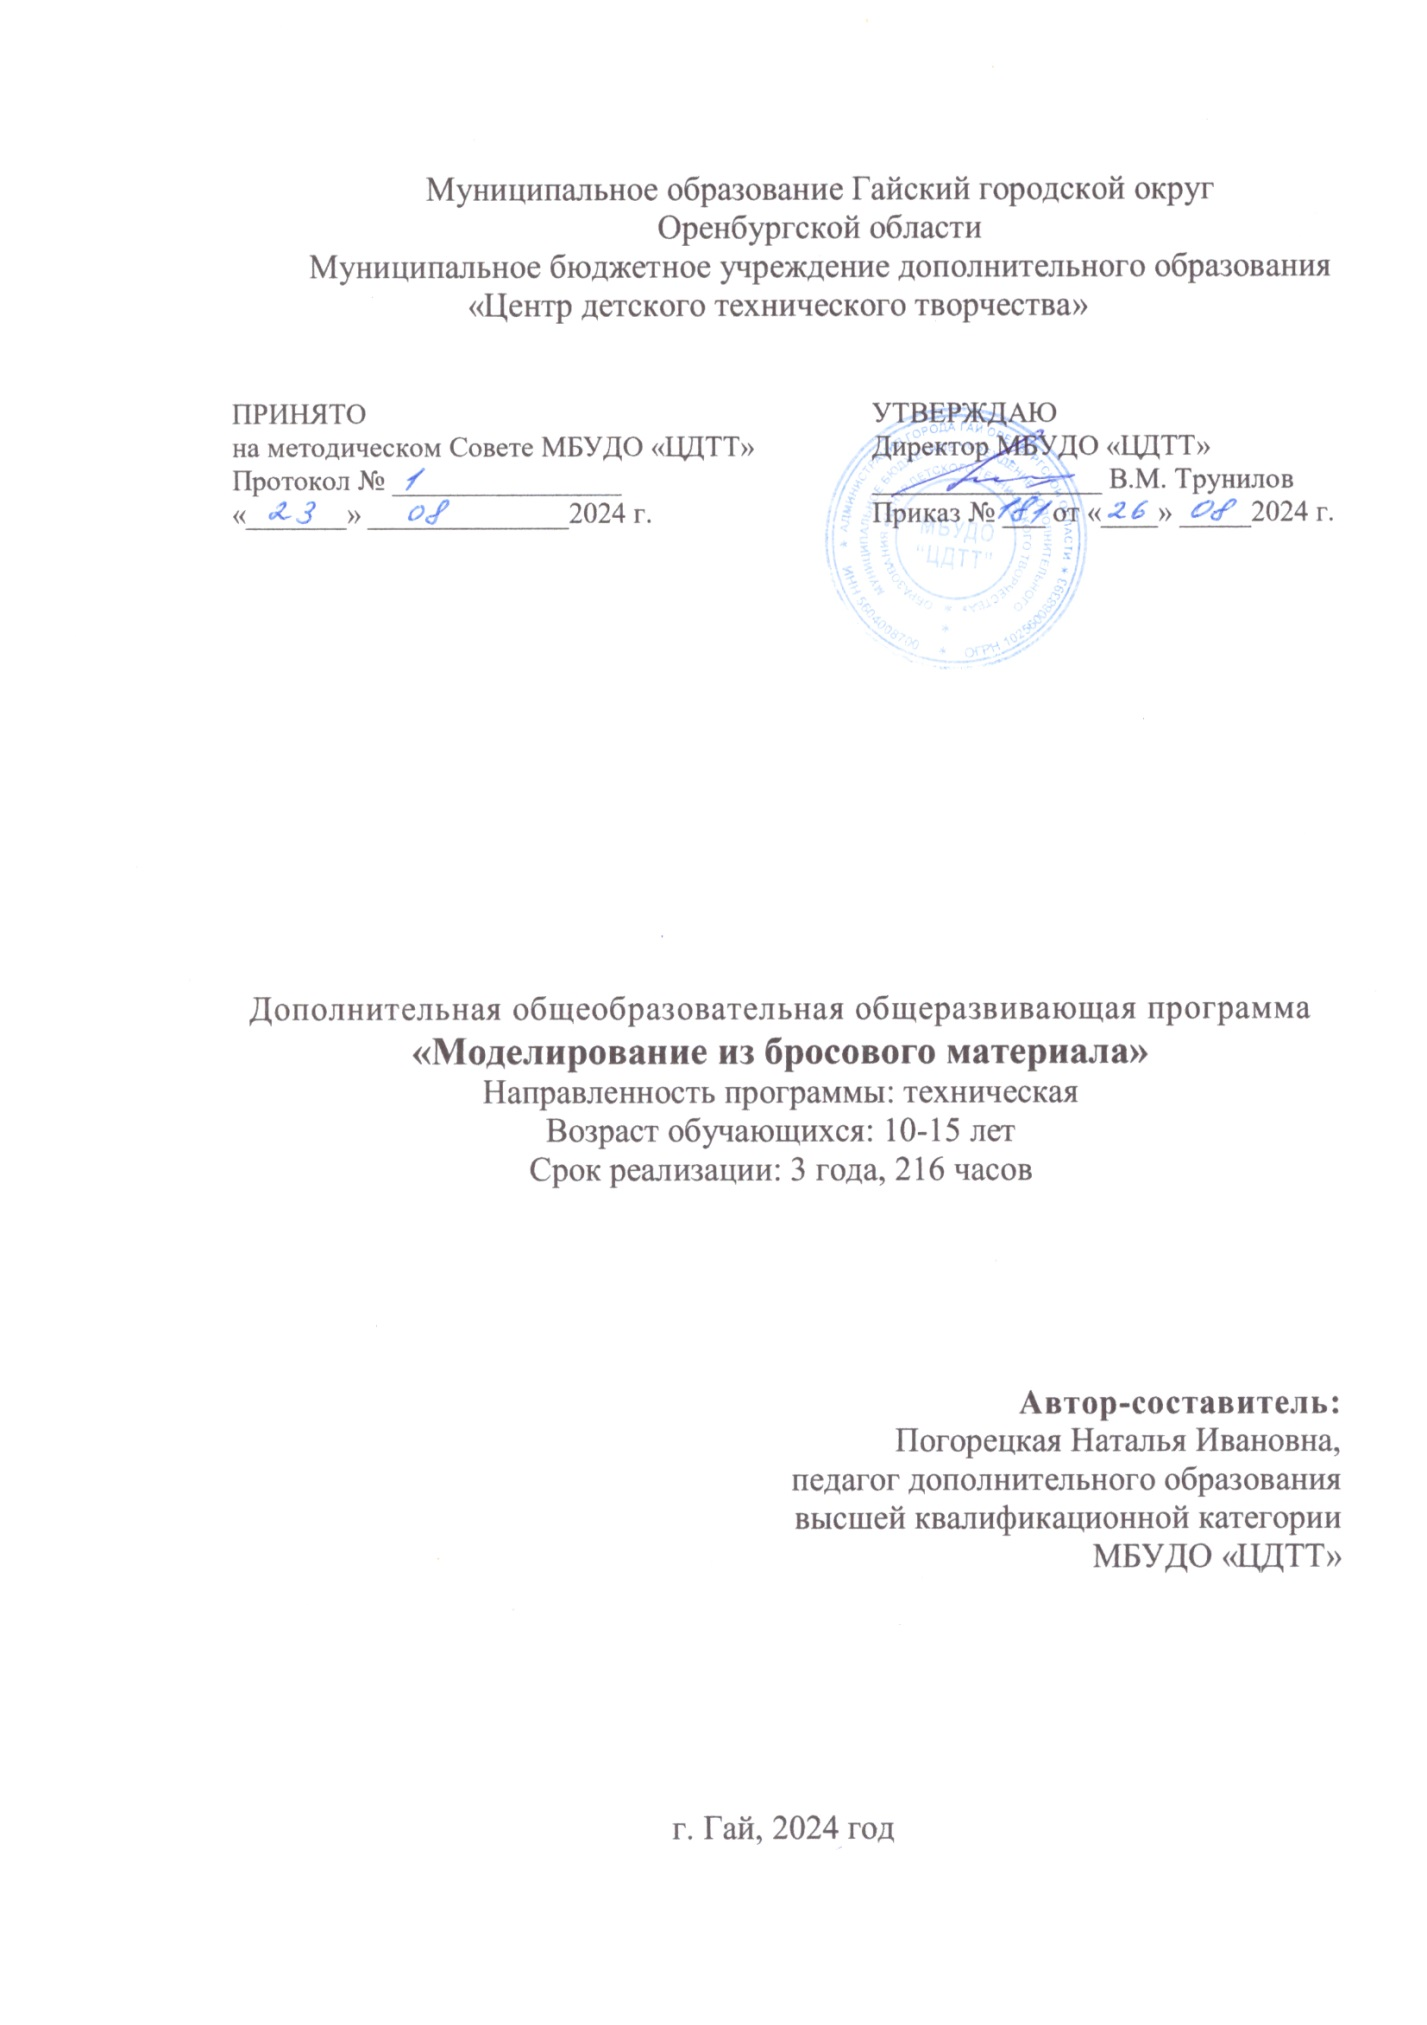 Муниципальное образование Гайский городской округ
Оренбургской области
Муниципальное бюджетное учреждение дополнительного образования
«Центр детского технического творчества»
ПРИНЯТО
на методическом Совете МБУДО «ЦДТТ»
Протокол № 1
«23» 08 2024 г.
УТВЕРЖДАЮ
Директор МБУДО «ЦДТТ»
В.М. Трунилов
Приказ № 181 от «26» 08 2024 г.
МБУДО
"ЦДТТ"
Дополнительная общеобразовательная общеразвивающая программа
«Моделирование из бросового материала»
Направленность программы: техническая
Возраст обучающихся: 10-15 лет
Срок реализации: 3 года, 216 часов
Автор-составитель:
Погорецкая Наталья Ивановна,
педагог дополнительного образования
высшей квалификационной категории
МБУДО «ЦДТТ»
г. Гай, 2024 год